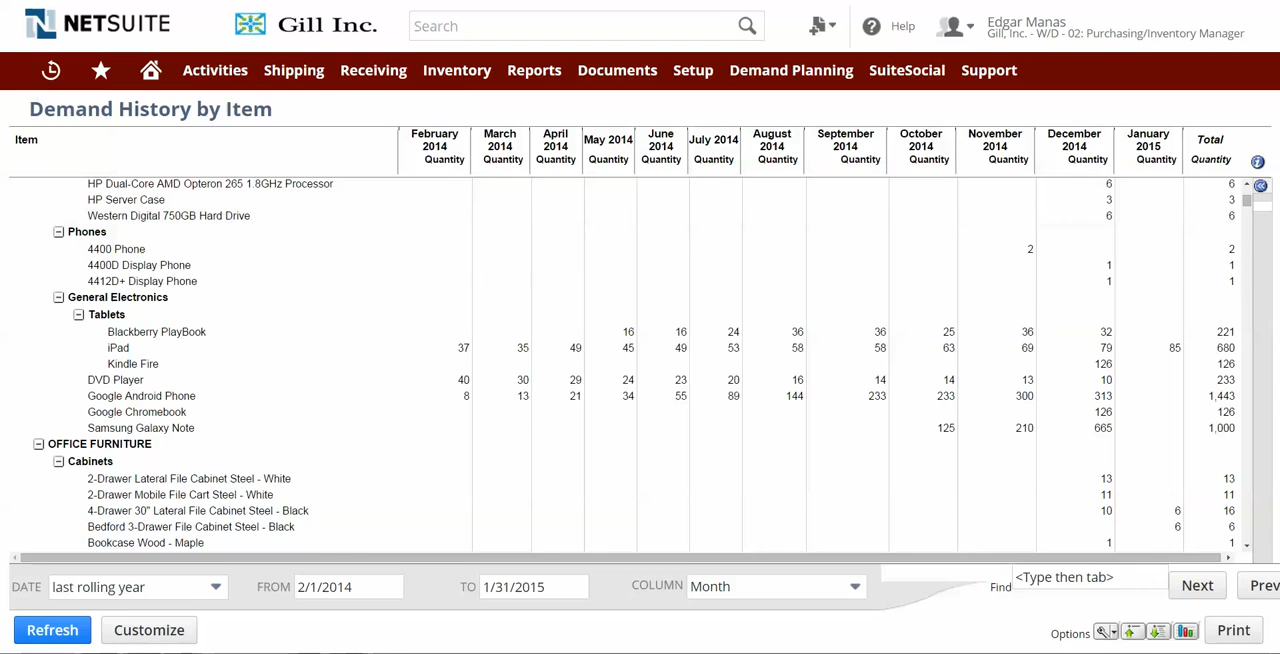 NETSUITE
Gill Inc.
Search
Help
Edgar Manas
Gill, Inc. - W/D - 02: Purchasing/Inventory Manager
Activities Shipping Receiving Inventory Reports Documents Setup Demand Planning SuiteSocial Support
Demand History by Item
Item February 2014 Quantity March 2014 Quantity April 2014 Quantity May 2014 Quantity June 2014 Quantity July 2014 Quantity August 2014 Quantity September 2014 Quantity October 2014 Quantity November 2014 Quantity December 2014 Quantity January 2015 Quantity Total Quantity
HP Dual-Core AMD Opteron 265 1.8GHz Processor 6 6
HP Server Case 3 3
Western Digital 750GB Hard Drive 6 6
Phones
4400 Phone 2 2
4400D Display Phone 1 1
4412D+ Display Phone 1 1
General Electronics
Tablets
Blackberry PlayBook 16 16 24 36 36 25 36 32 221
iPad 37 35 49 45 49 53 58 58 63 69 79 85 680
Kindle Fire 126 126
DVD Player 40 30 29 24 23 20 16 14 14 13 10 233
Google Android Phone 8 13 21 34 55 89 144 233 233 300 313 1,443
Google Chromebook 126 126
Samsung Galaxy Note 125 210 665 1,000
OFFICE FURNITURE
Cabinets
2-Drawer Lateral File Cabinet Steel - White 13 13
2-Drawer Mobile File Cart Steel - White 11 11
4-Drawer 30" Lateral File Cabinet Steel - Black 10 6 16
Bedford 3-Drawer File Cabinet Steel - Black 6 6
Bookcase Wood - Maple 1 1
DATE last rolling year FROM 2/1/2014 TO 1/31/2015 COLUMN Month Find <Type then tab> Next Prev
Refresh Customize Options Print